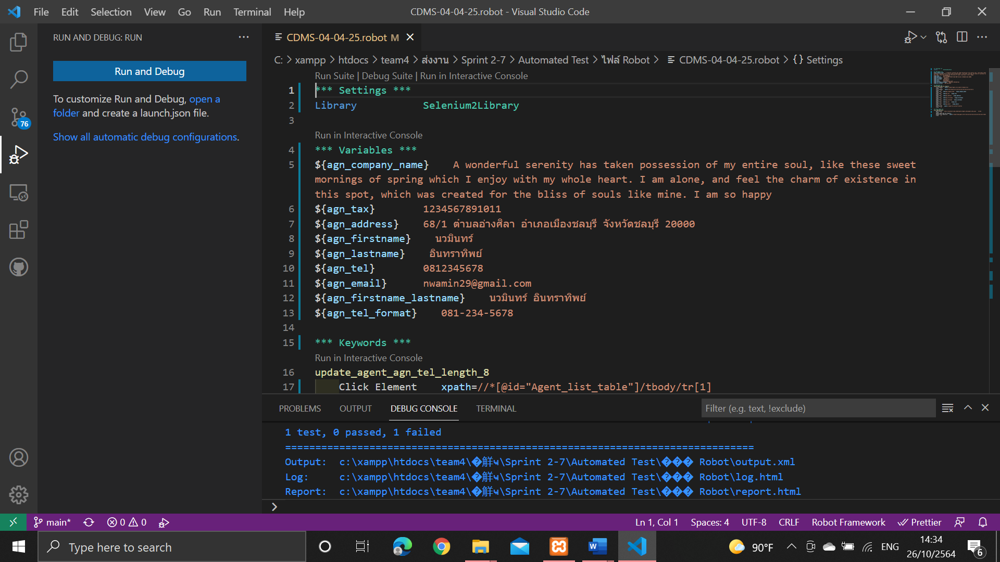 File Edit Selection View Go Run Terminal Help
CDMS-04-04-25.robot - Visual Studio Code
RUN AND DEBUG: RUN
Run and Debug
To customize Run and Debug, open a
folder and create a launch.json file.
Show all automatic debug configurations.
76
CDMS-04-04-25.robot M
C: > xampp > htdocs > team4 > ส่งงาน > Sprint 2-7 > Automated Test > ไฟล์ Robot > CDMS-04-04-25.robot > {} Settings
Run Suite | Debug Suite | Run in Interactive Console
1 *** Settings ***
2 Library Selenium2Library
3
Run in Interactive Console
4 *** Variables ***
5 ${agn_company_name} A wonderful serenity has taken possession of my entire soul, like these sweet
mornings of spring which I enjoy with my whole heart. I am alone, and feel the charm of existence in
this spot, which was created for the bliss of souls like mine. I am so happy
6 ${agn_tax} 1234567891011
7 ${agn_address} 68/1 ตำบลอ่างศิลา อำเภอเมืองชลบุรี จังหวัดชลบุรี 20000
8 ${agn_firstname} นวมินทร์
9 ${agn_lastname} อินทราทิพย์
10 ${agn_tel} 0812345678
11 ${agn_email} nwamin29@gmail.com
12 ${agn_firstname_lastname} นวมินทร์ อินทราทิพย์
13 ${agn_tel_format} 081-234-5678
14
15 *** Keywords ***
Run in Interactive Console
16 update_agent_agn_tel_length_8
17 Click Element xpath=//*[@id="Agent_list_table"]/tbody/tr[1]
PROBLEMS OUTPUT DEBUG CONSOLE TERMINAL
Filter (e.g. text, !exclude)
1 test, 0 passed, 1 failed
==============================================================================
Output: c:\xampp\htdocs\team4\�觧ҹ\Sprint 2-7\Automated Test\��� Robot\output.xml
Log: c:\xampp\htdocs\team4\�觧ҹ\Sprint 2-7\Automated Test\��� Robot\log.html
Report: c:\xampp\htdocs\team4\�觧ҹ\Sprint 2-7\Automated Test\��� Robot\report.html
main* 0 0
Ln 1, Col 1 Spaces: 4 UTF-8 CRLF Robot Framework Prettier
Type here to search
90°F
ENG
14:34
26/10/2564
6